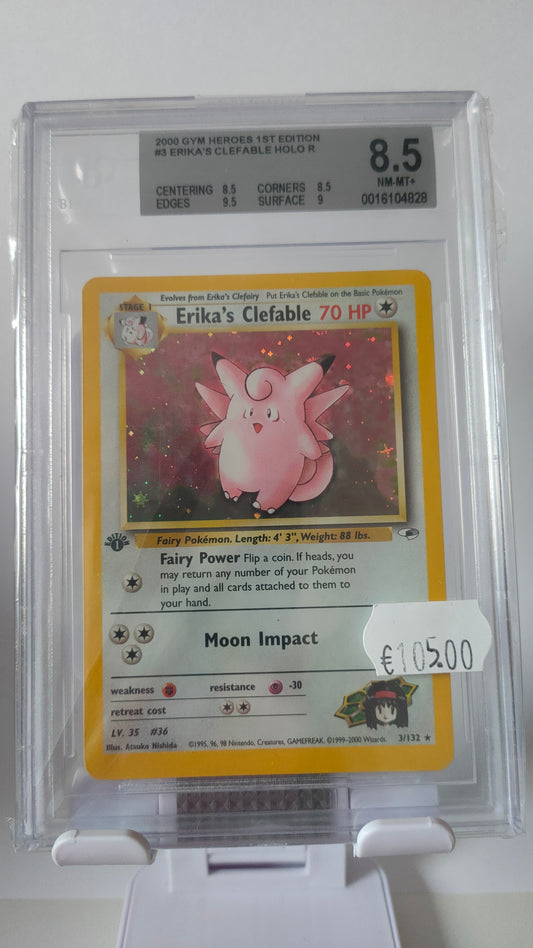 2000 GYM HEROES 1ST EDITION
#3 ERIKA'S CLEFABLE HOLO R
8.5
NM-MT+
CENTERING 8.5 CORNERS 8.5
EDGES 9.5 SURFACE 9
0016104828
Evolves from Erika's Clefairy Put Erika's Clefable on the Basic Pokémon
STAGE 1
Erika's Clefable 70 HP
Fairy Pokémon. Length: 4' 3", Weight: 88 lbs.
EDITION
1
Fairy Power Flip a coin. If heads, you
may return any number of your Pokémon
in play and all cards attached to them to
your hand.
Moon Impact
€105.00
weakness resistance -30
retreat cost
LV. 35 #36
Illus. Atsuko Nishida ©1995, 96, 98 Nintendo, Creatures, GAMEFREAK. ©1999-2000 Wizards. 3/132 ★